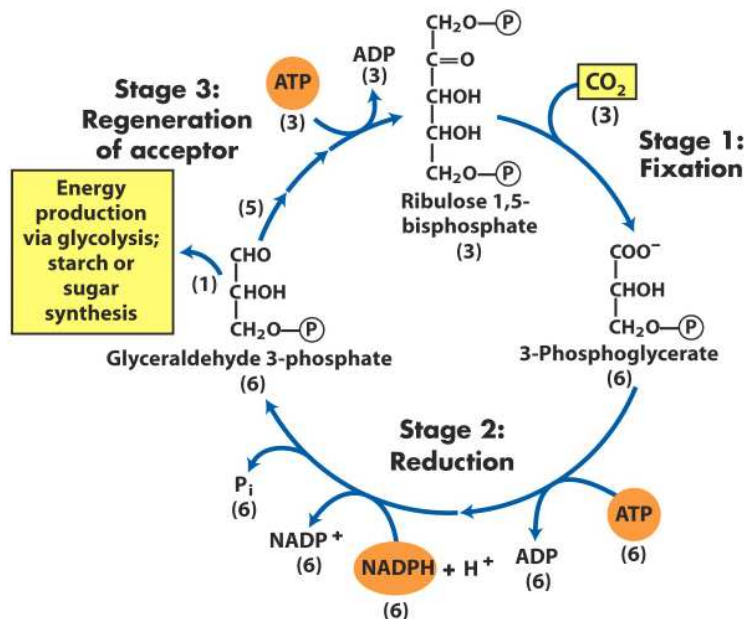 CH₂O—P
C=O
CHOH
CHOH
CH₂O—P
Ribulose 1,5-
bisphosphate
(3)
CO₂
(3)
Stage 1:
Fixation
COO⁻
CHOH
CH₂O—P
3-Phosphoglycerate
(6)
Stage 2:
Reduction
ATP
(6)
ADP
(6)
NADPH + H⁺
(6)
NADP⁺
(6)
Pᵢ
(6)
CHO
CHOH
CH₂O—P
Glyceraldehyde 3-phosphate
(6)
(1)
Energy
production
via glycolysis;
starch or
sugar
synthesis
(5)
Stage 3:
Regeneration
of acceptor
ATP
(3)
ADP
(3)